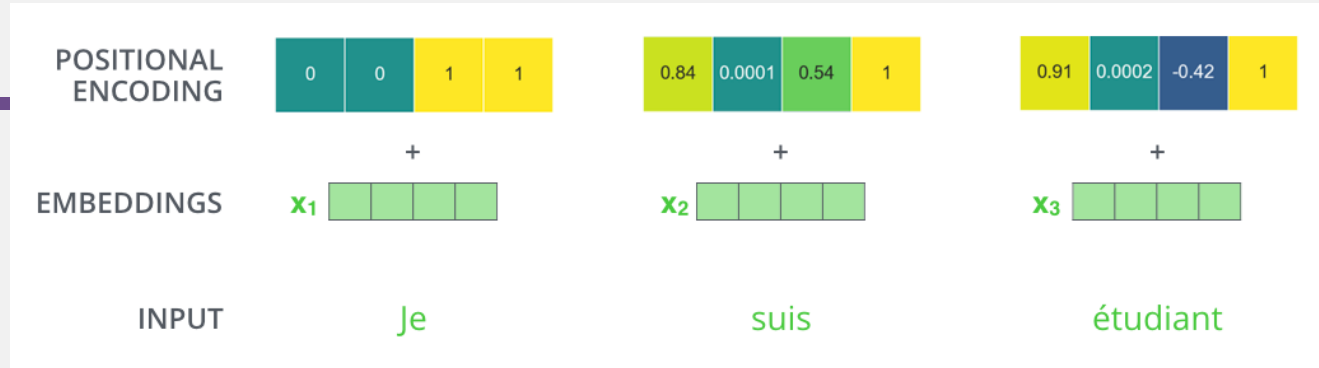 POSITIONAL
ENCODING
0 0 1 1
0.84 0.0001 0.54 1
0.91 0.0002 -0.42 1
+ + +
EMBEDDINGS
x1 x2 x3
INPUT
Je suis étudiant